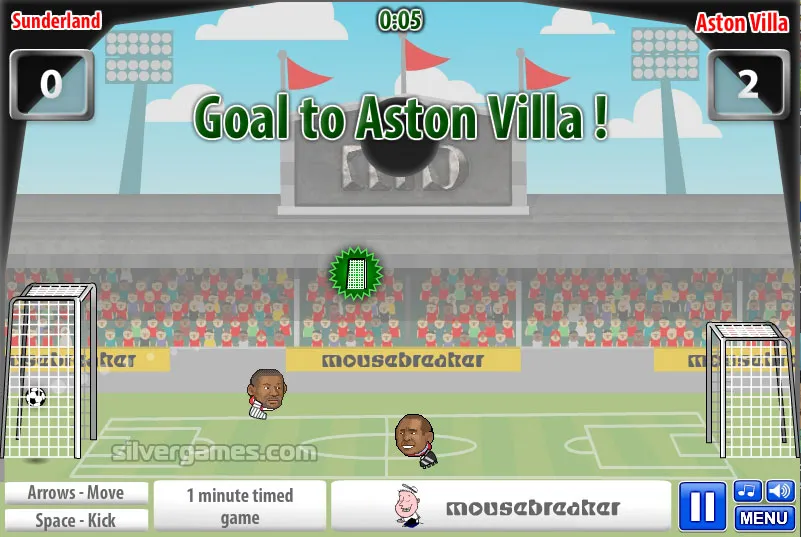 Sunderland
0:05
Aston Villa
0
2
Goal to Aston Villa !
mousebreaker
silvergames.com
Arrows - Move
Space - Kick
1 minute timed
game
mousebreaker
MENU